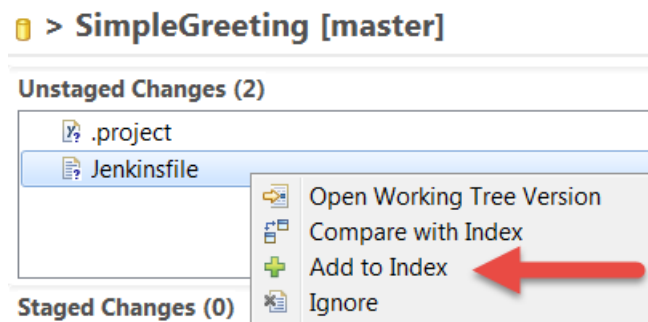 > SimpleGreeting [master]
Unstaged Changes (2)
.project
Jenkinsfile
Open Working Tree Version
Compare with Index
Add to Index
Ignore
Staged Changes (0)